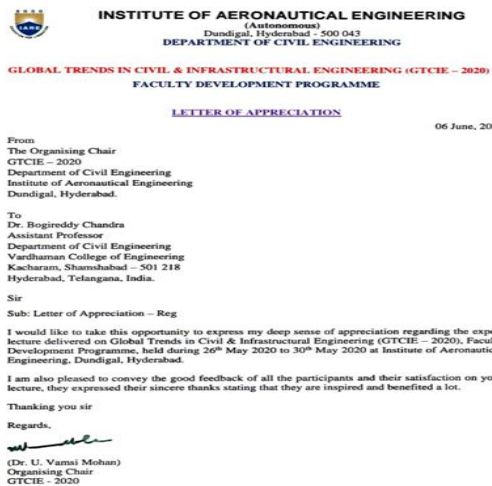 IARE
INSTITUTE OF AERONAUTICAL ENGINEERING
(Autonomous)
Dundigal, Hyderabad - 500 043
DEPARTMENT OF CIVIL ENGINEERING
GLOBAL TRENDS IN CIVIL & INFRASTRUCTURAL ENGINEERING (GTCIE – 2020)
FACULTY DEVELOPMENT PROGRAMME
LETTER OF APPRECIATION
06 June, 20
From
The Organising Chair
GTCIE – 2020
Department of Civil Engineering
Institute of Aeronautical Engineering
Dundigal, Hyderabad.
To
Dr. Bogireddy Chandra
Assistant Professor
Department of Civil Engineering
Vardhaman College of Engineering
Kacharam, Shamshabad – 501 218
Hyderabad, Telangana, India.
Sir
Sub: Letter of Appreciation – Reg
I would like to take this opportunity to express my deep sense of appreciation regarding the expe
lecture delivered on Global Trends in Civil & Infrastructural Engineering (GTCIE – 2020), Facul
Development Programme, held during 26th May 2020 to 30th May 2020 at Institute of Aeronautic
Engineering, Dundigal, Hyderabad.
I am also pleased to convey the good feedback of all the participants and their satisfaction on yo
lecture, they expressed their sincere thanks stating that they are inspired and benefited a lot.
Thanking you sir
Regards,
(Dr. U. Vamsi Mohan)
Organising Chair
GTCIE - 2020